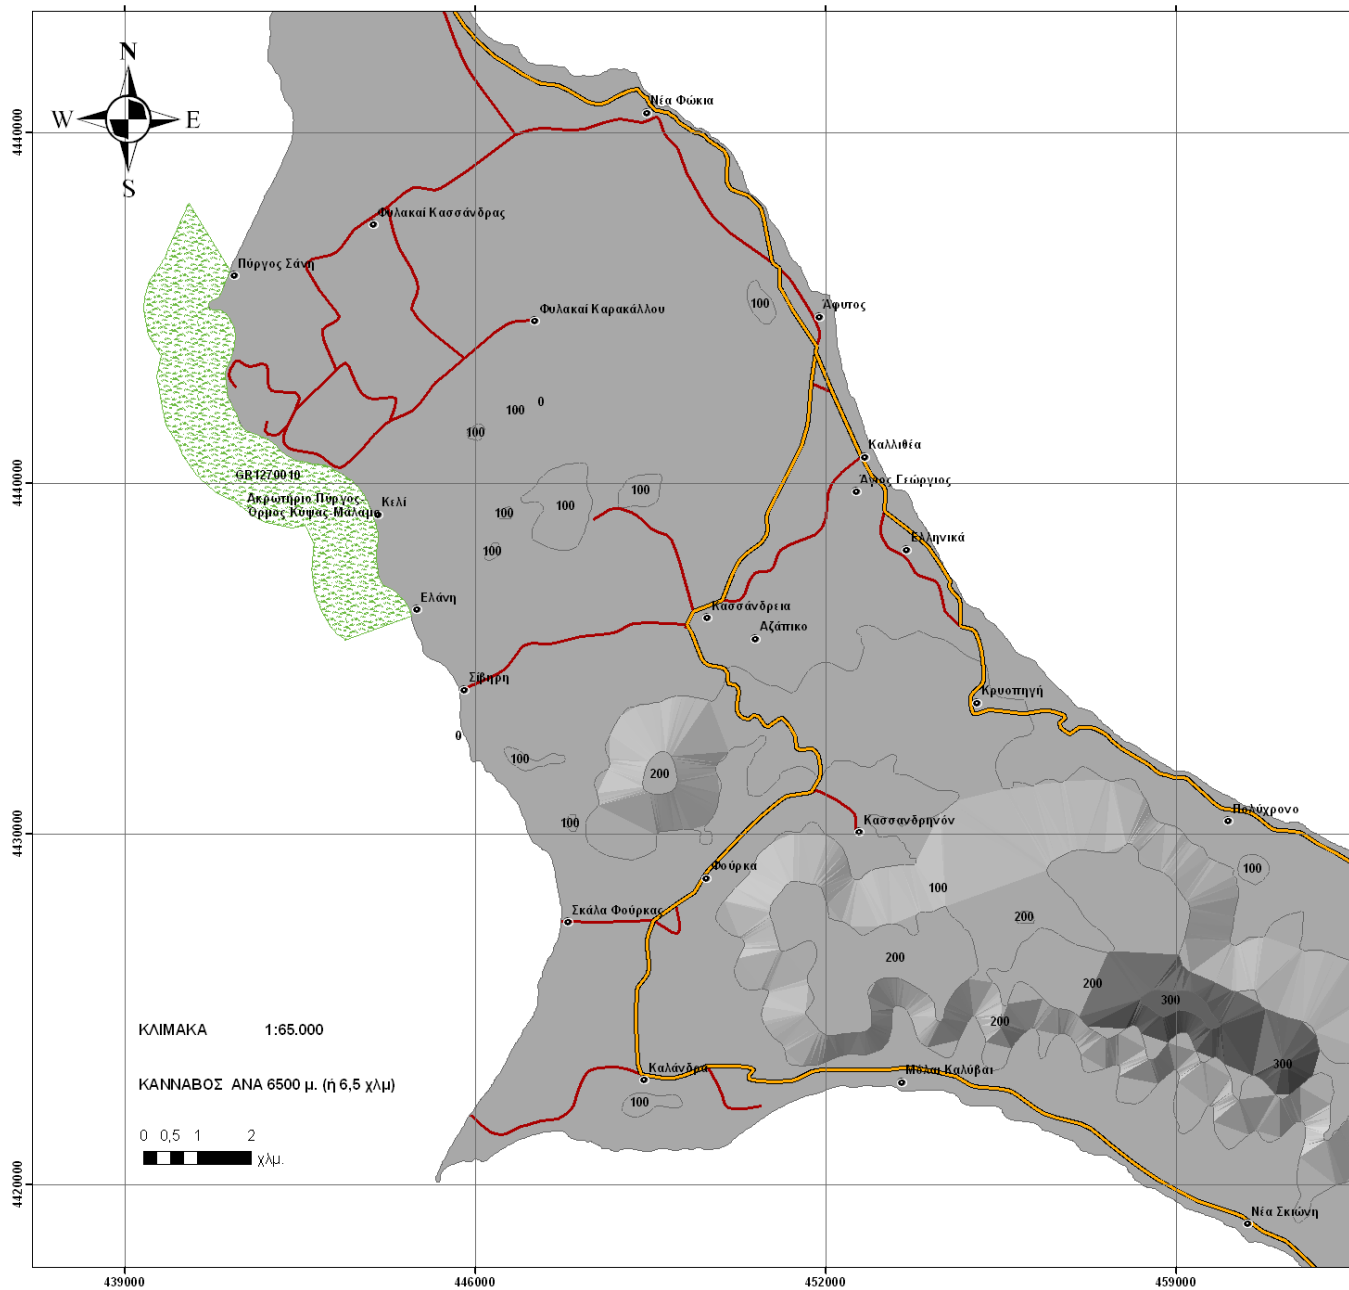 N
W E
S
Νέα Φώκια
4440000
Φυλακαί Κασσάνδρας
Πύργος Σάνη
100
Άφυτος
Φυλακαί Καρακάλλου
0
100
100
Καλλιθέα
GR1270010
Άγιος Γεώργιος
4410000
100
100
Ακρωτήριο Πύργος-
Όρμος Κύψας-Μάλαμο
Κελί
100
100
Ελληνικά
Ελάνη
Κασσάνδρεια
Αζάπικο
Σίβηρη
Κρυοπηγή
0
100
200
Πολύχρονο
100
Κασσανδρηνόν
4430000
Φούρκα
100
100
Σκάλα Φούρκας
200
200
200
300
200
ΚΛΙΜΑΚΑ 1:65.000
300
Καλάνδρα
Μόλαι Καλύβαι
ΚΑΝΝΑΒΟΣ ΑΝΑ 6500 μ. (ή 6,5 χλμ)
100
0 0,5 1 2
χλμ.
4420000
Νέα Σκιώνη
439000 446000 452000 459000